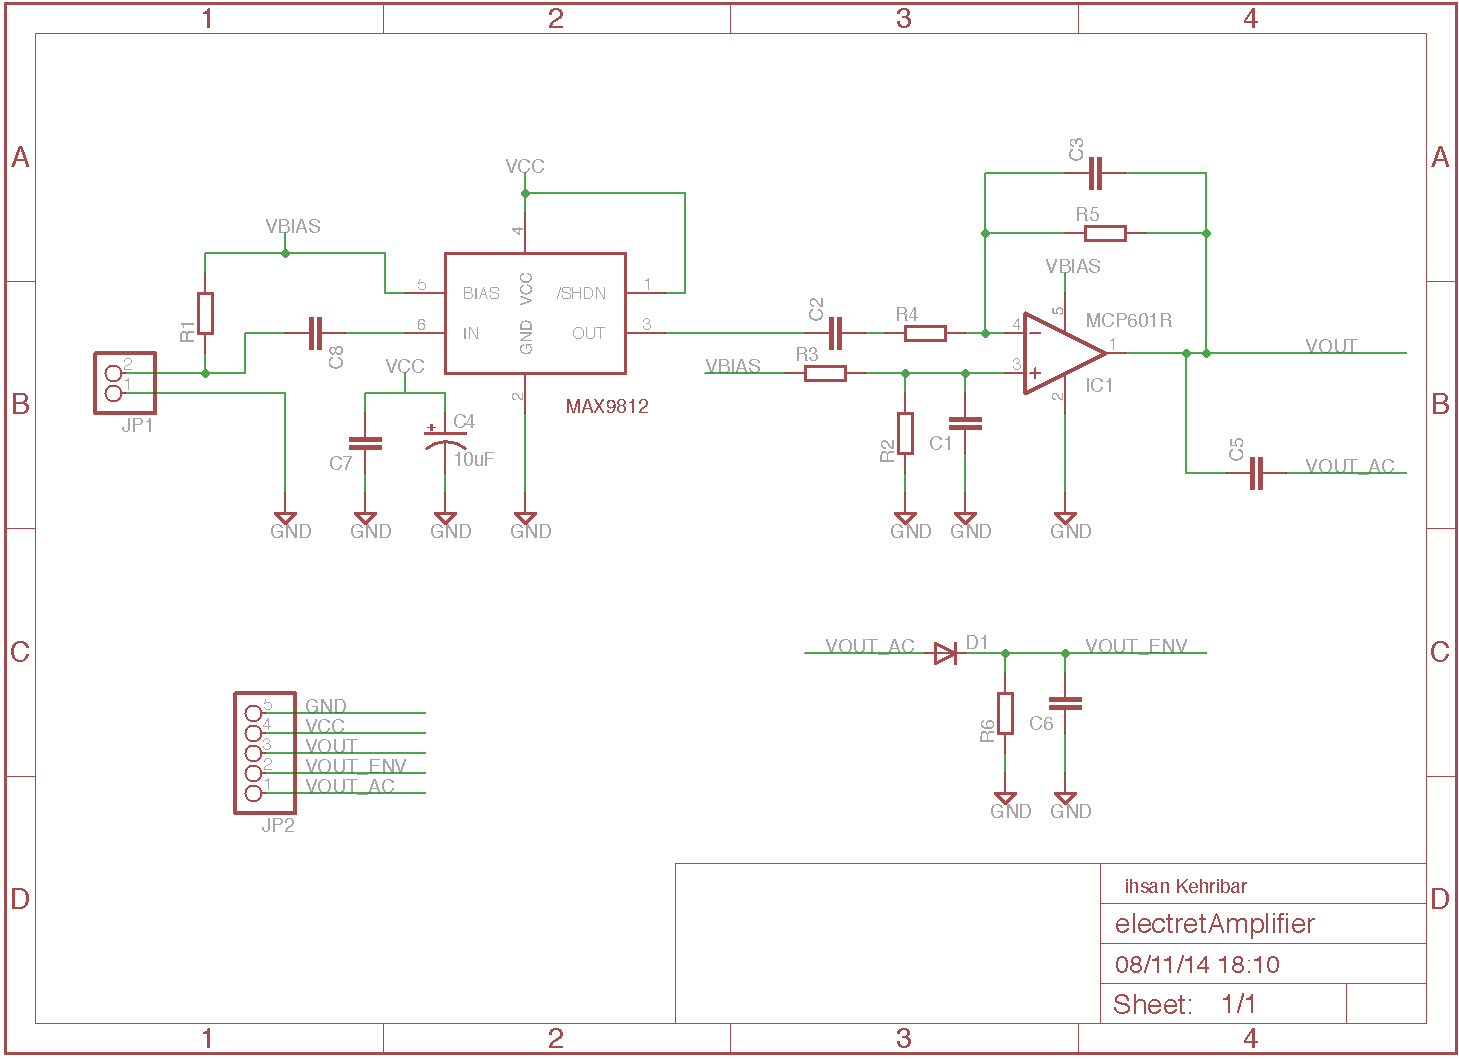 1 2 3 4
A A
C3
VCC
R5
VBIAS
4
VBIAS
5
VCC
/SHDN
1
BIAS
5
C2
R4
4
MCP601R
R1
6
IN
GND
OUT
3
1
VOUT
C8
VCC
VBIAS
R3
3
2
1
2
MAX9812
2
IC1
B B
JP1
C4
10uF
C7
R2
C1
C5
VOUT_AC
GND GND GND GND GND GND GND
C C
VOUT_AC
D1
VOUT_ENV
R6
C6
GND GND
5 GND
4 VCC
3 VOUT
2 VOUT_ENV
1 VOUT_AC
JP2
D D
ihsan Kehribar
electretAmplifier
08/11/14 18:10
Sheet: 1/1
1 2 3 4